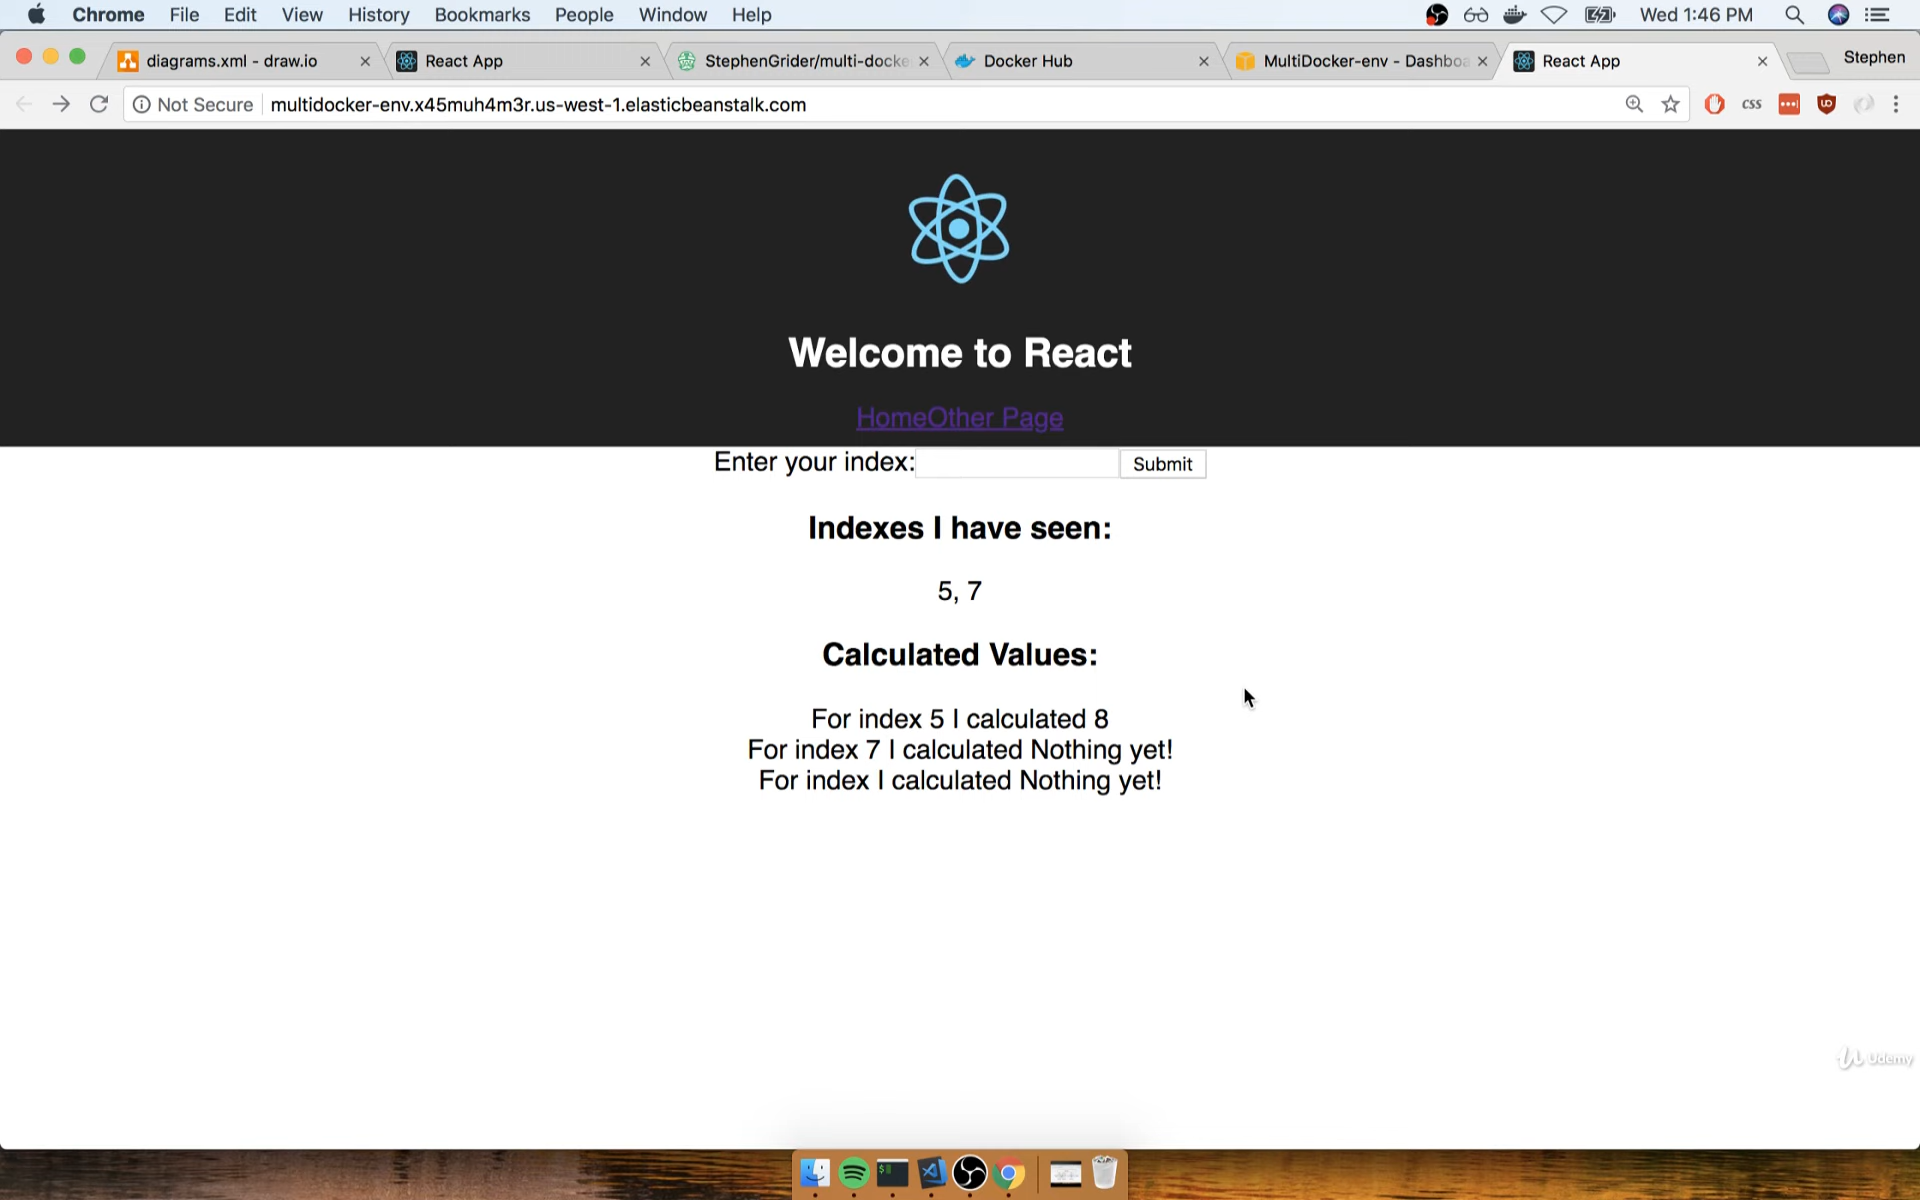 Chrome File Edit View History Bookmarks People Window Help Wed 1:46 PM
diagrams.xml - draw.io React App StephenGrider/multi-docke Docker Hub MultiDocker-env - Dashboa React App Stephen
Not Secure multidocker-env.x45muh4m3r.us-west-1.elasticbeanstalk.com css
Welcome to React
HomeOther Page
Enter your index: Submit
Indexes I have seen:
5, 7
Calculated Values:
For index 5 I calculated 8
For index 7 I calculated Nothing yet!
For index I calculated Nothing yet!
Udemy